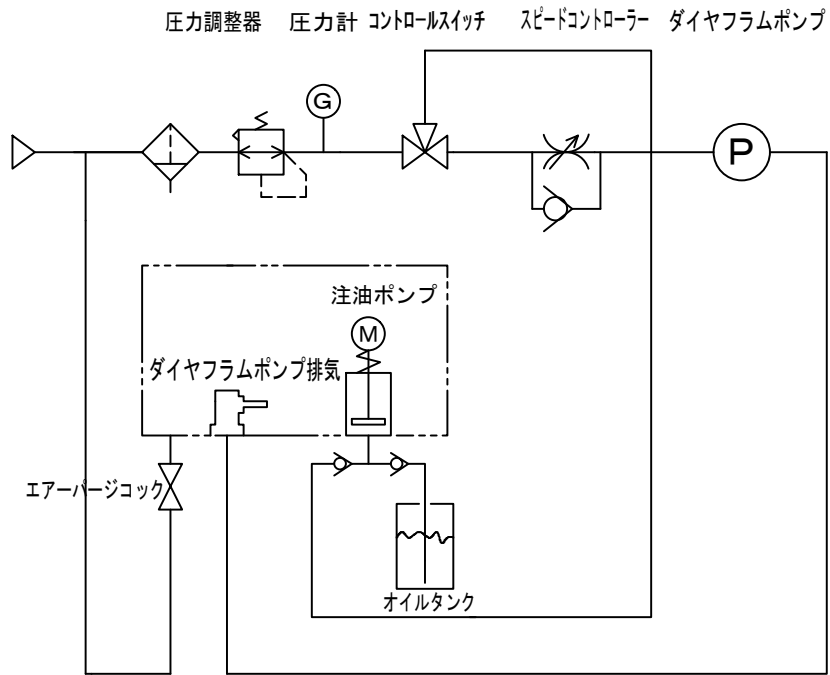 圧力調整器 圧力計 コントロールスイッチ スピードコントローラー ダイヤフラムポンプ
G
P
注油ポンプ
M
ダイヤフラムポンプ排気
エアーパージコック
オイルタンク